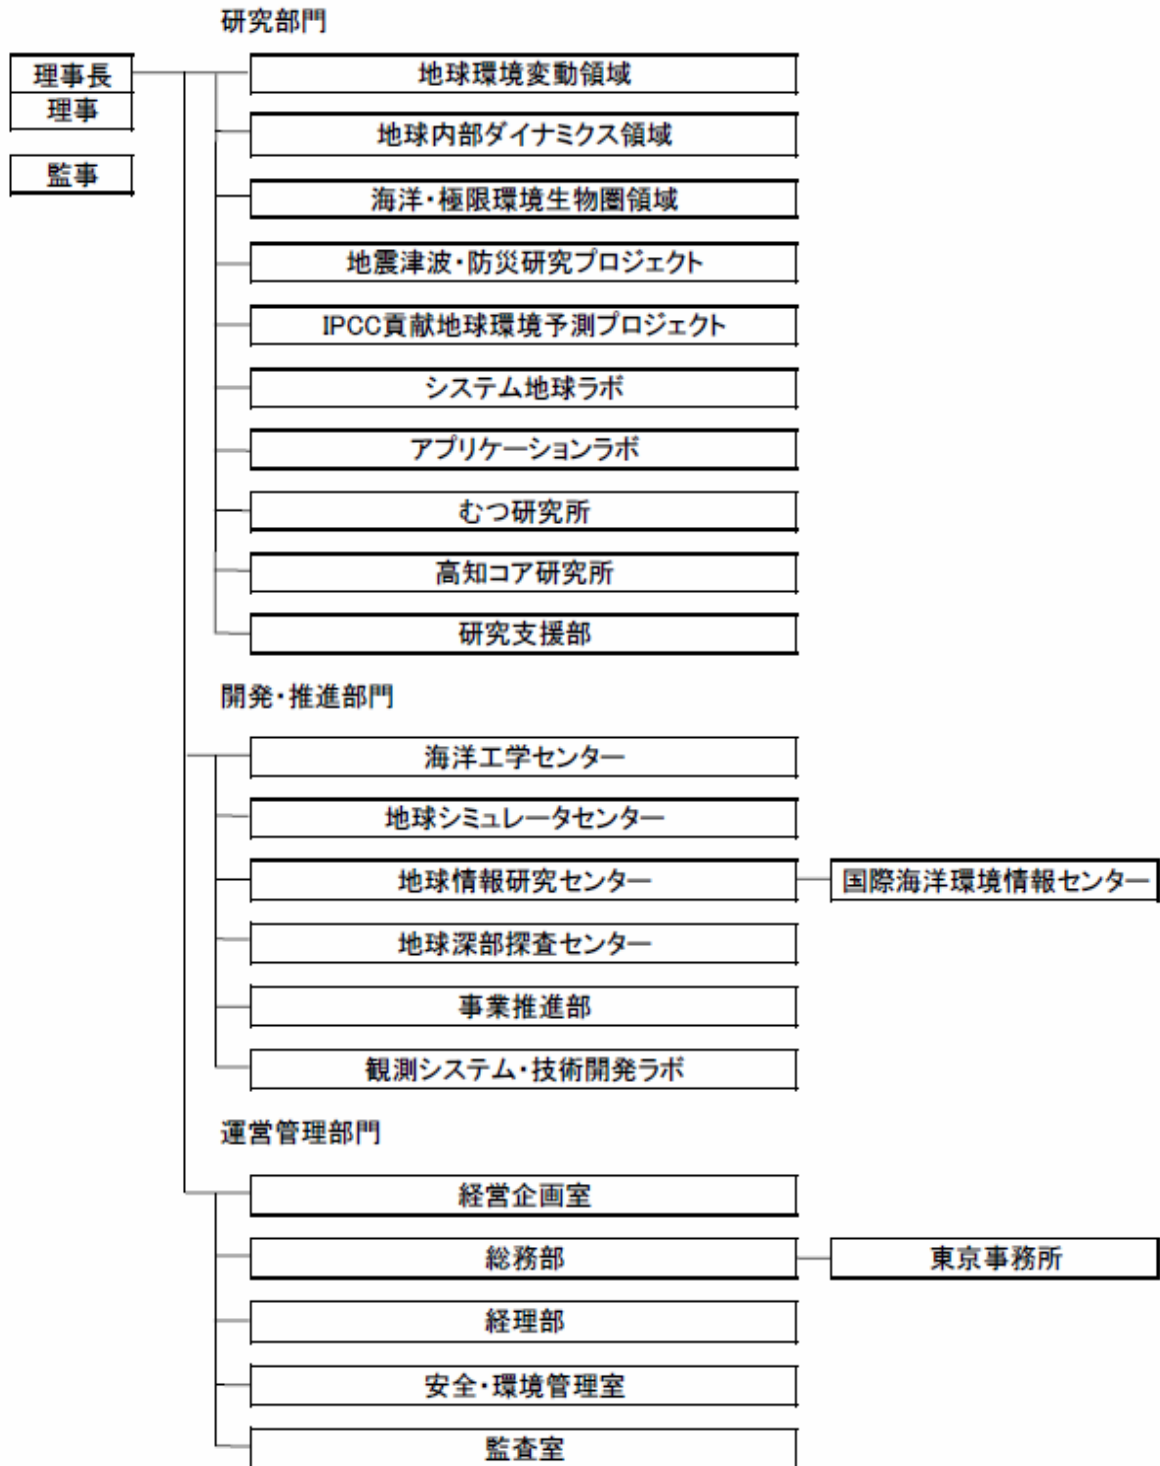 研究部門
理事長
理事
監事
地球環境変動領域
地球内部ダイナミクス領域
海洋・極限環境生物圏領域
地震津波・防災研究プロジェクト
IPCC貢献地球環境予測プロジェクト
システム地球ラボ
アプリケーションラボ
むつ研究所
高知コア研究所
研究支援部
開発・推進部門
海洋工学センター
地球シミュレータセンター
地球情報研究センター
国際海洋環境情報センター
地球深部探査センター
事業推進部
観測システム・技術開発ラボ
運営管理部門
経営企画室
総務部
東京事務所
経理部
安全・環境管理室
監査室